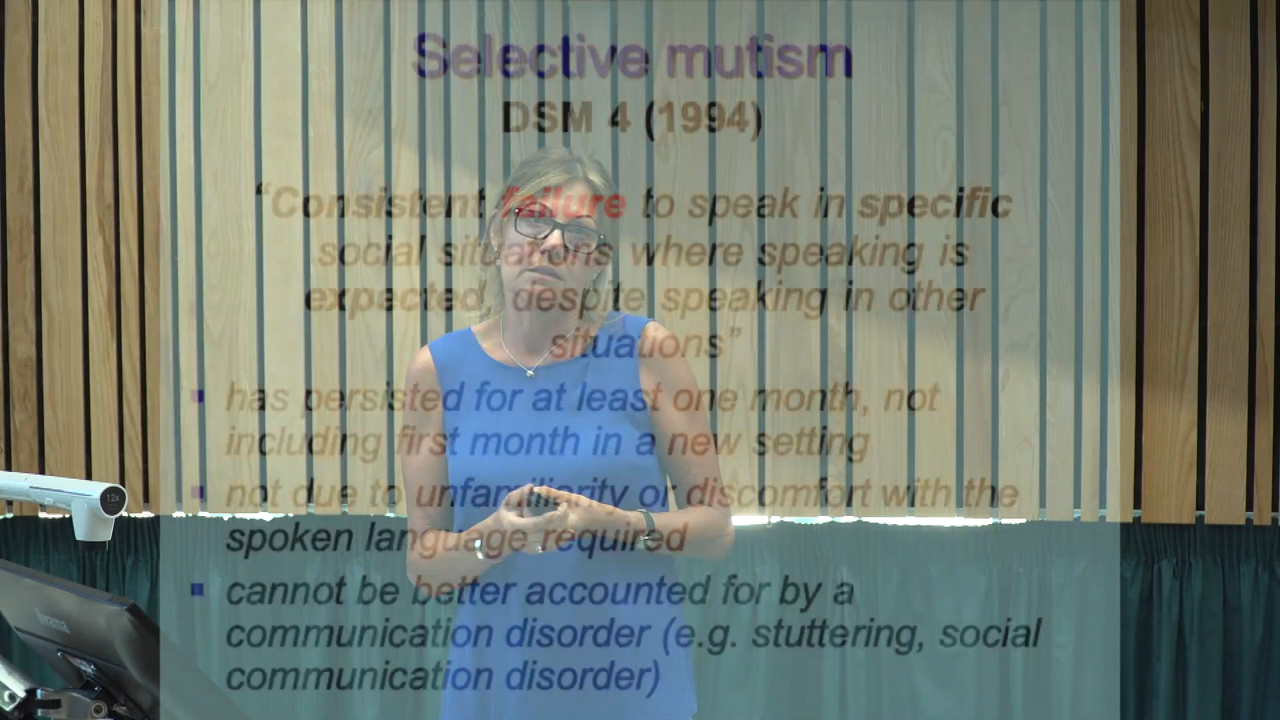 Selective mutism
DSM 4 (1994)
“Consistent failure to speak in specific
social situations where speaking is
expected, despite speaking in other
situations”
has persisted for at least one month, not
including first month in a new setting
not due to unfamiliarity or discomfort with the
spoken language required
cannot be better accounted for by a
communication disorder (e.g. stuttering, social
communication disorder)
12x
iiyama